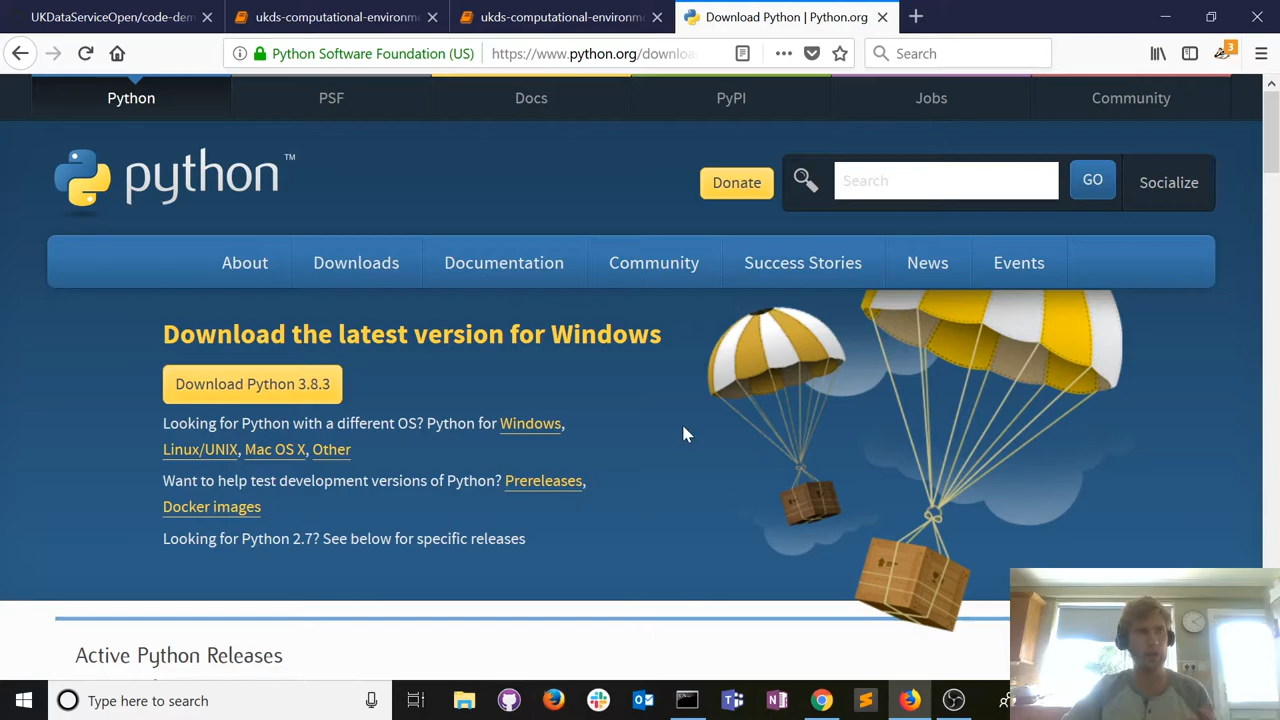 UKDataServiceOpen/code-dem
ukds-computational-environm
ukds-computational-environm
Download Python | Python.org
Python Software Foundation (US)
https://www.python.org/downloa
Search
3
Python
PSF
Docs
PyPI
Jobs
Community
python™
Donate
Search
GO
Socialize
About
Downloads
Documentation
Community
Success Stories
News
Events
Download the latest version for Windows
Download Python 3.8.3
Looking for Python with a different OS? Python for Windows,
Linux/UNIX, Mac OS X, Other
Want to help test development versions of Python? Prereleases,
Docker images
Looking for Python 2.7? See below for specific releases
Active Python Releases
Type here to search